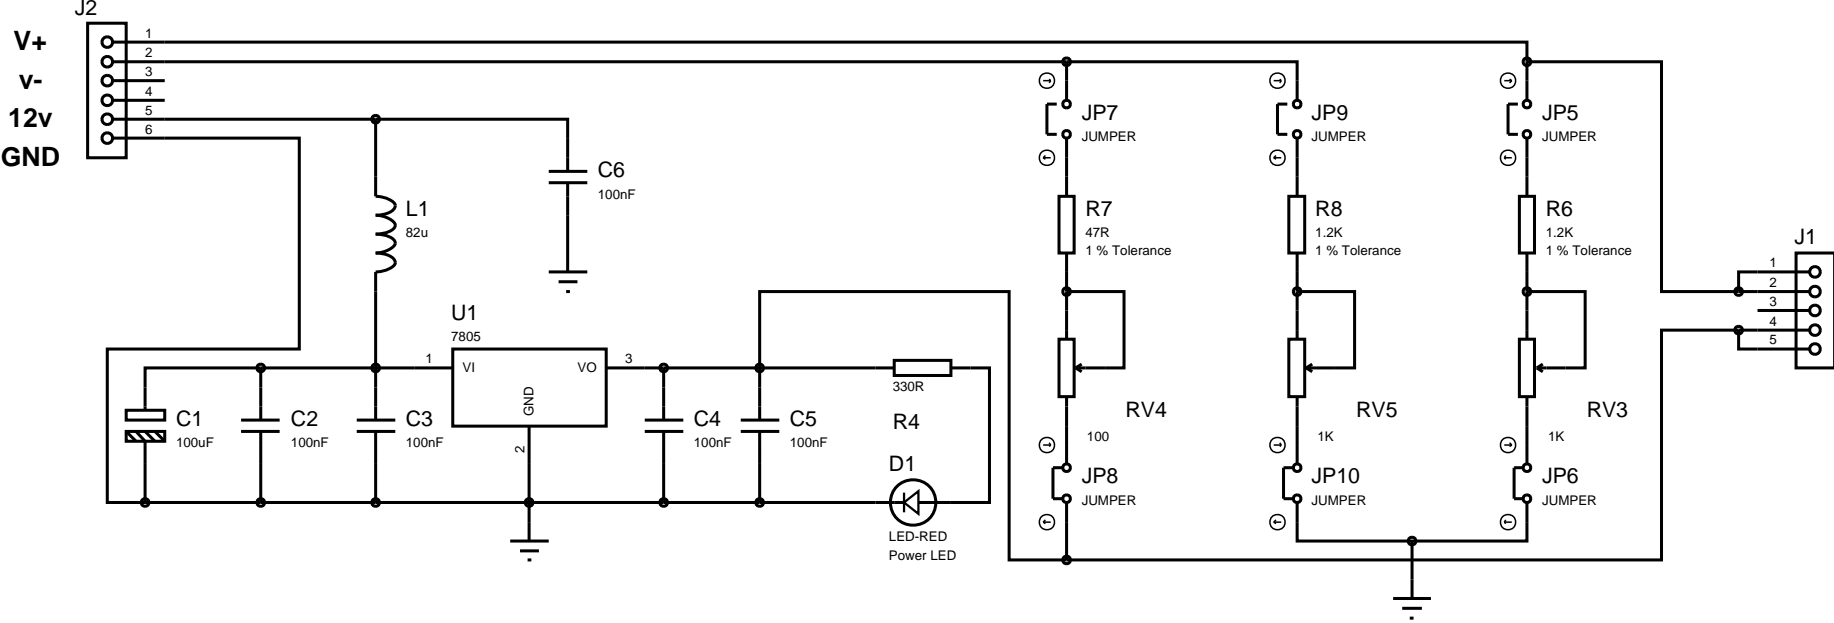 J2
V+
v-
12v
GND
1
2
3
4
5
6
C6
100nF
L1
82u
U1
7805
1
VI
VO
3
GND
2
C1
100uF
C2
100nF
C3
100nF
C4
100nF
C5
100nF
330R
R4
D1
LED-RED
Power LED
JP7
JUMPER
R7
47R
1 % Tolerance
RV4
100
JP8
JUMPER
JP9
JUMPER
R8
1.2K
1 % Tolerance
RV5
1K
JP10
JUMPER
JP5
JUMPER
R6
1.2K
1 % Tolerance
RV3
1K
JP6
JUMPER
J1
1
2
3
4
5